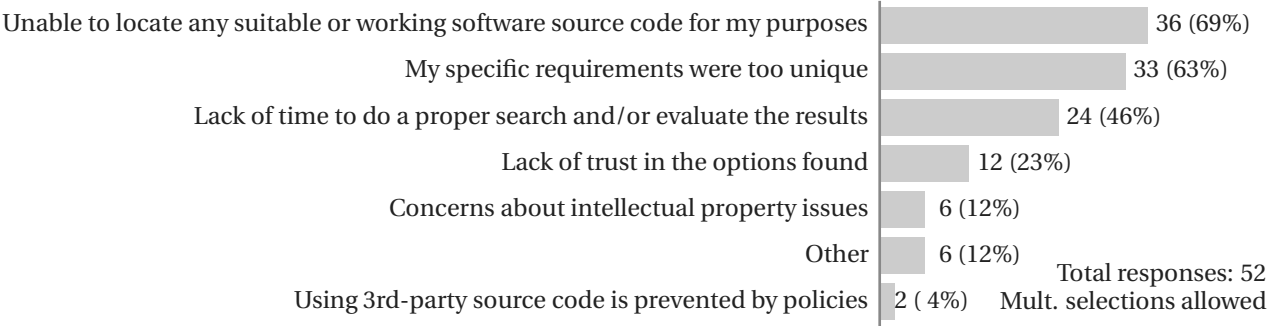 Unable to locate any suitable or working software source code for my purposes 36 (69%)
My specific requirements were too unique 33 (63%)
Lack of time to do a proper search and/or evaluate the results 24 (46%)
Lack of trust in the options found 12 (23%)
Concerns about intellectual property issues 6 (12%)
Other 6 (12%)
Total responses: 52
Using 3rd-party source code is prevented by policies 2 ( 4%) Mult. selections allowed